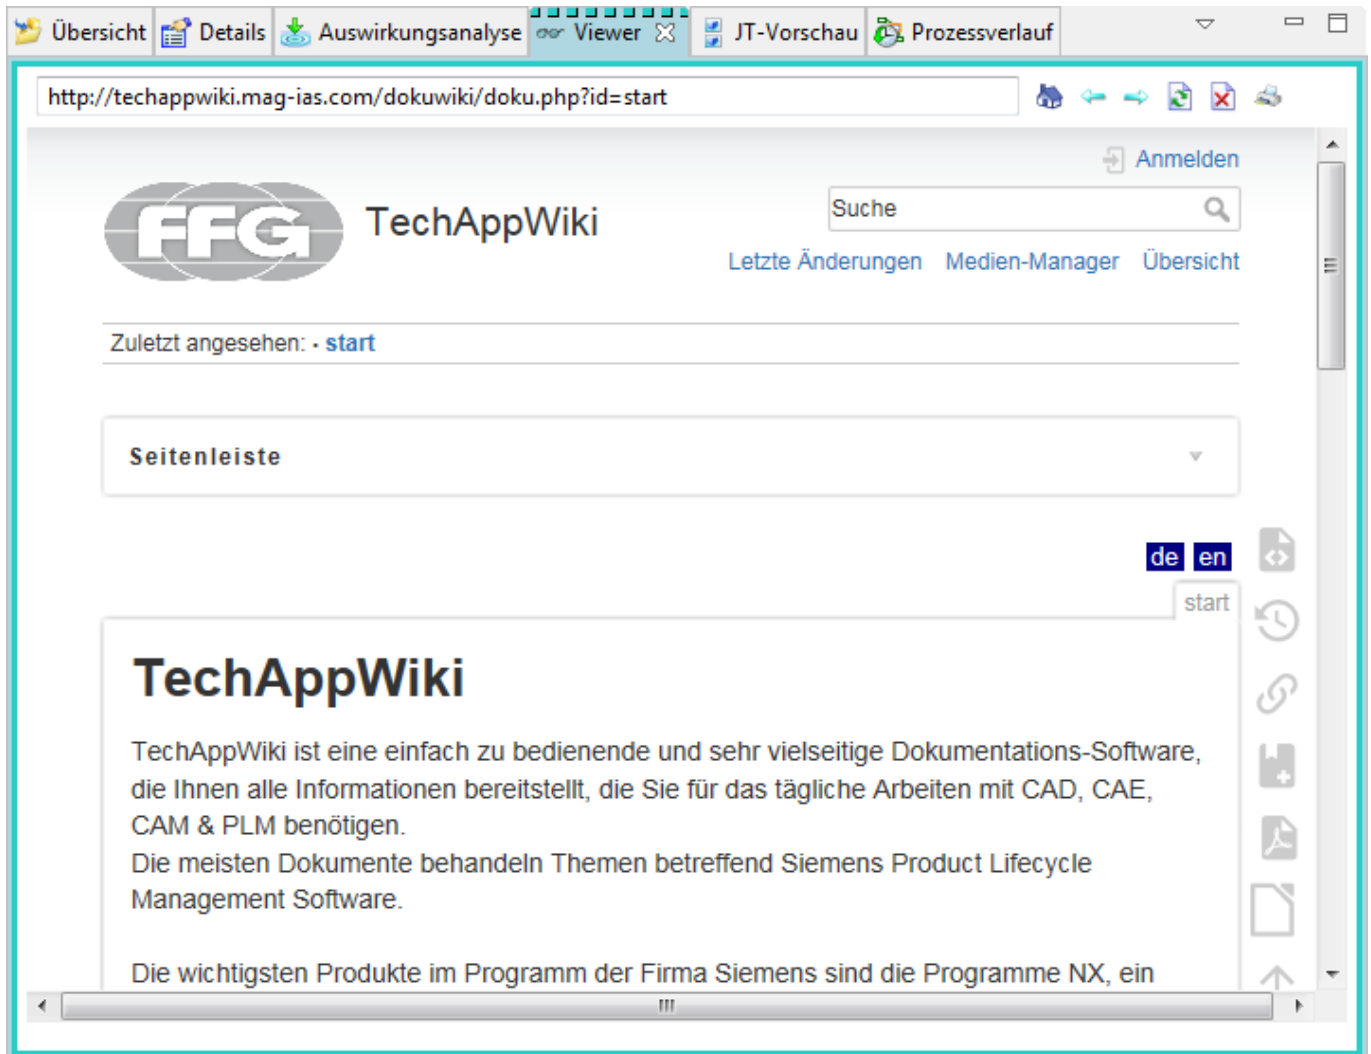 Übersicht Details Auswirkungsanalyse Viewer JT-Vorschau Prozessverlauf
http://techappwiki.mag-ias.com/dokuwiki/doku.php?id=start
Anmelden
FFG TechAppWiki
Suche
Letzte Änderungen Medien-Manager Übersicht
Zuletzt angesehen: · start
Seitenleiste
de en
start
TechAppWiki
TechAppWiki ist eine einfach zu bedienende und sehr vielseitige Dokumentations-Software,
die Ihnen alle Informationen bereitstellt, die Sie für das tägliche Arbeiten mit CAD, CAE,
CAM & PLM benötigen.
Die meisten Dokumente behandeln Themen betreffend Siemens Product Lifecycle
Management Software.
Die wichtigsten Produkte im Programm der Firma Siemens sind die Programme NX, ein